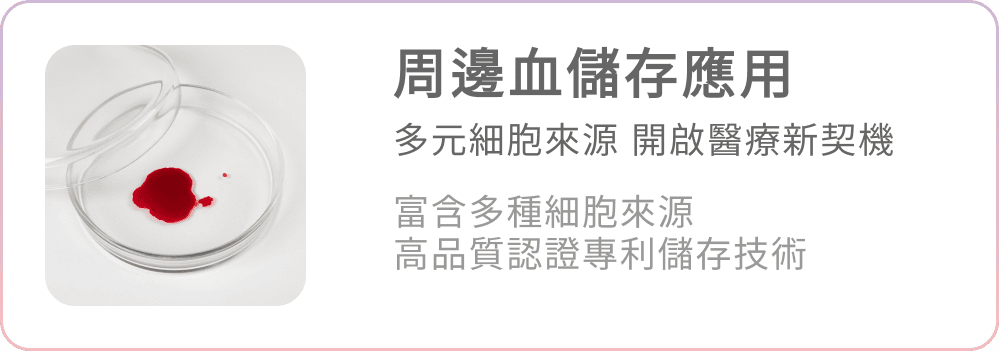 周邊血儲存應用
多元細胞來源 開啟醫療新契機
富含多種細胞來源
高品質認證專利儲存技術